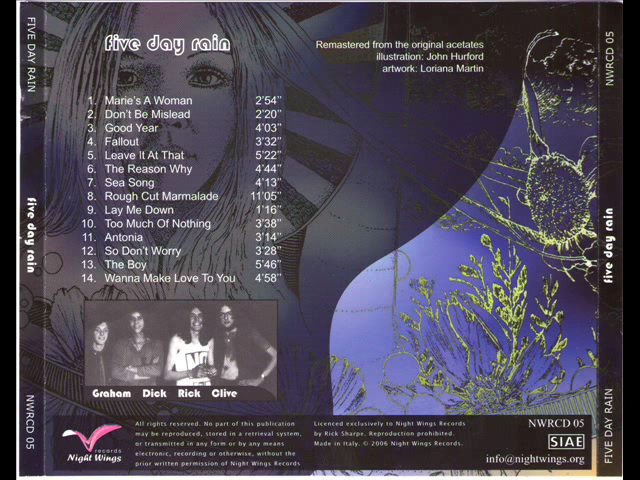 FIVE DAY RAIN
five day rain
NWRCD 05
five day rain
Remastered from the original acetates
illustration: John Hurford
artwork: Loriana Martin
1. Marie's A Woman 2'54"
2. Don't Be Mislead 2'20"
3. Good Year 4'03"
4. Fallout 3'32"
5. Leave It At That 5'22"
6. The Reason Why 4'44"
7. Sea Song 4'13"
8. Rough Cut Marmalade 11'05"
9. Lay Me Down 1'16"
10. Too Much Of Nothing 3'38"
11. Antonia 3'14"
12. So Don't Worry 3'28"
13. The Boy 5'46"
14. Wanna Make Love To You 4'58"
Graham Dick Rick Clive
records
Night Wings
All rights reserved. No part of this publication
may be reproduced, stored in a retrieval system,
or transmitted in any form or by any means
electronic, recording or otherwise, without the
prior written permission of Night Wings Records
Licenced exclusively to Night Wings Records
by Rick Sharpe. Reproduction prohibited.
Made in Italy. © 2006 Night Wings Records.
NWRCD 05
SIAE
info@nightwings.org
NWRCD 05
five day rain
FIVE DAY RAIN